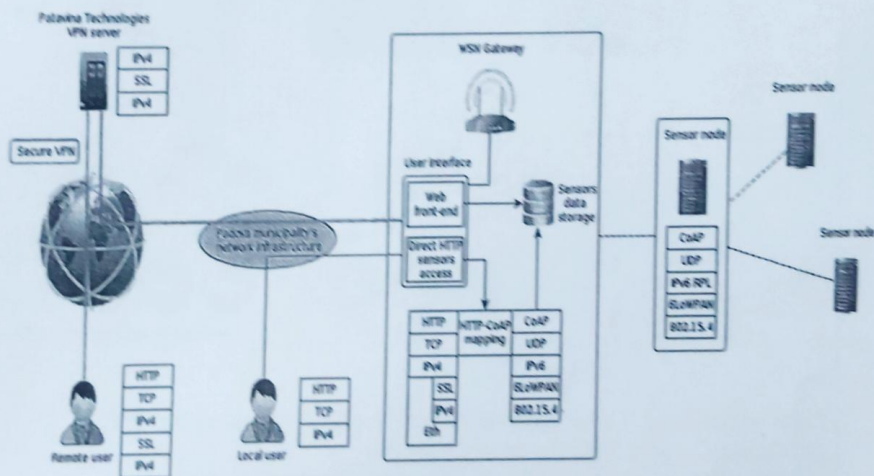 Patavina Technologies
VPN server
IPv4
SSL
IPv4
Secure VPN
Padova municipality's
network infrastructure
Remote user
HTTP
TCP
IPv4
SSL
IPv4
Local user
HTTP
TCP
IPv4
WSN Gateway
User interface
Web
front-end
Direct HTTP
sensors
access
Sensors
data
storage
HTTP
TCP
IPv4
SSL
IPv4
Eth
HTTP-CoAP
mapping
CoAP
UDP
IPv6
6LoWPAN
802.15.4
Sensor node
CoAP
UDP
IPv6 RPL
6LoWPAN
802.15.4
Sensor node
Sensor node